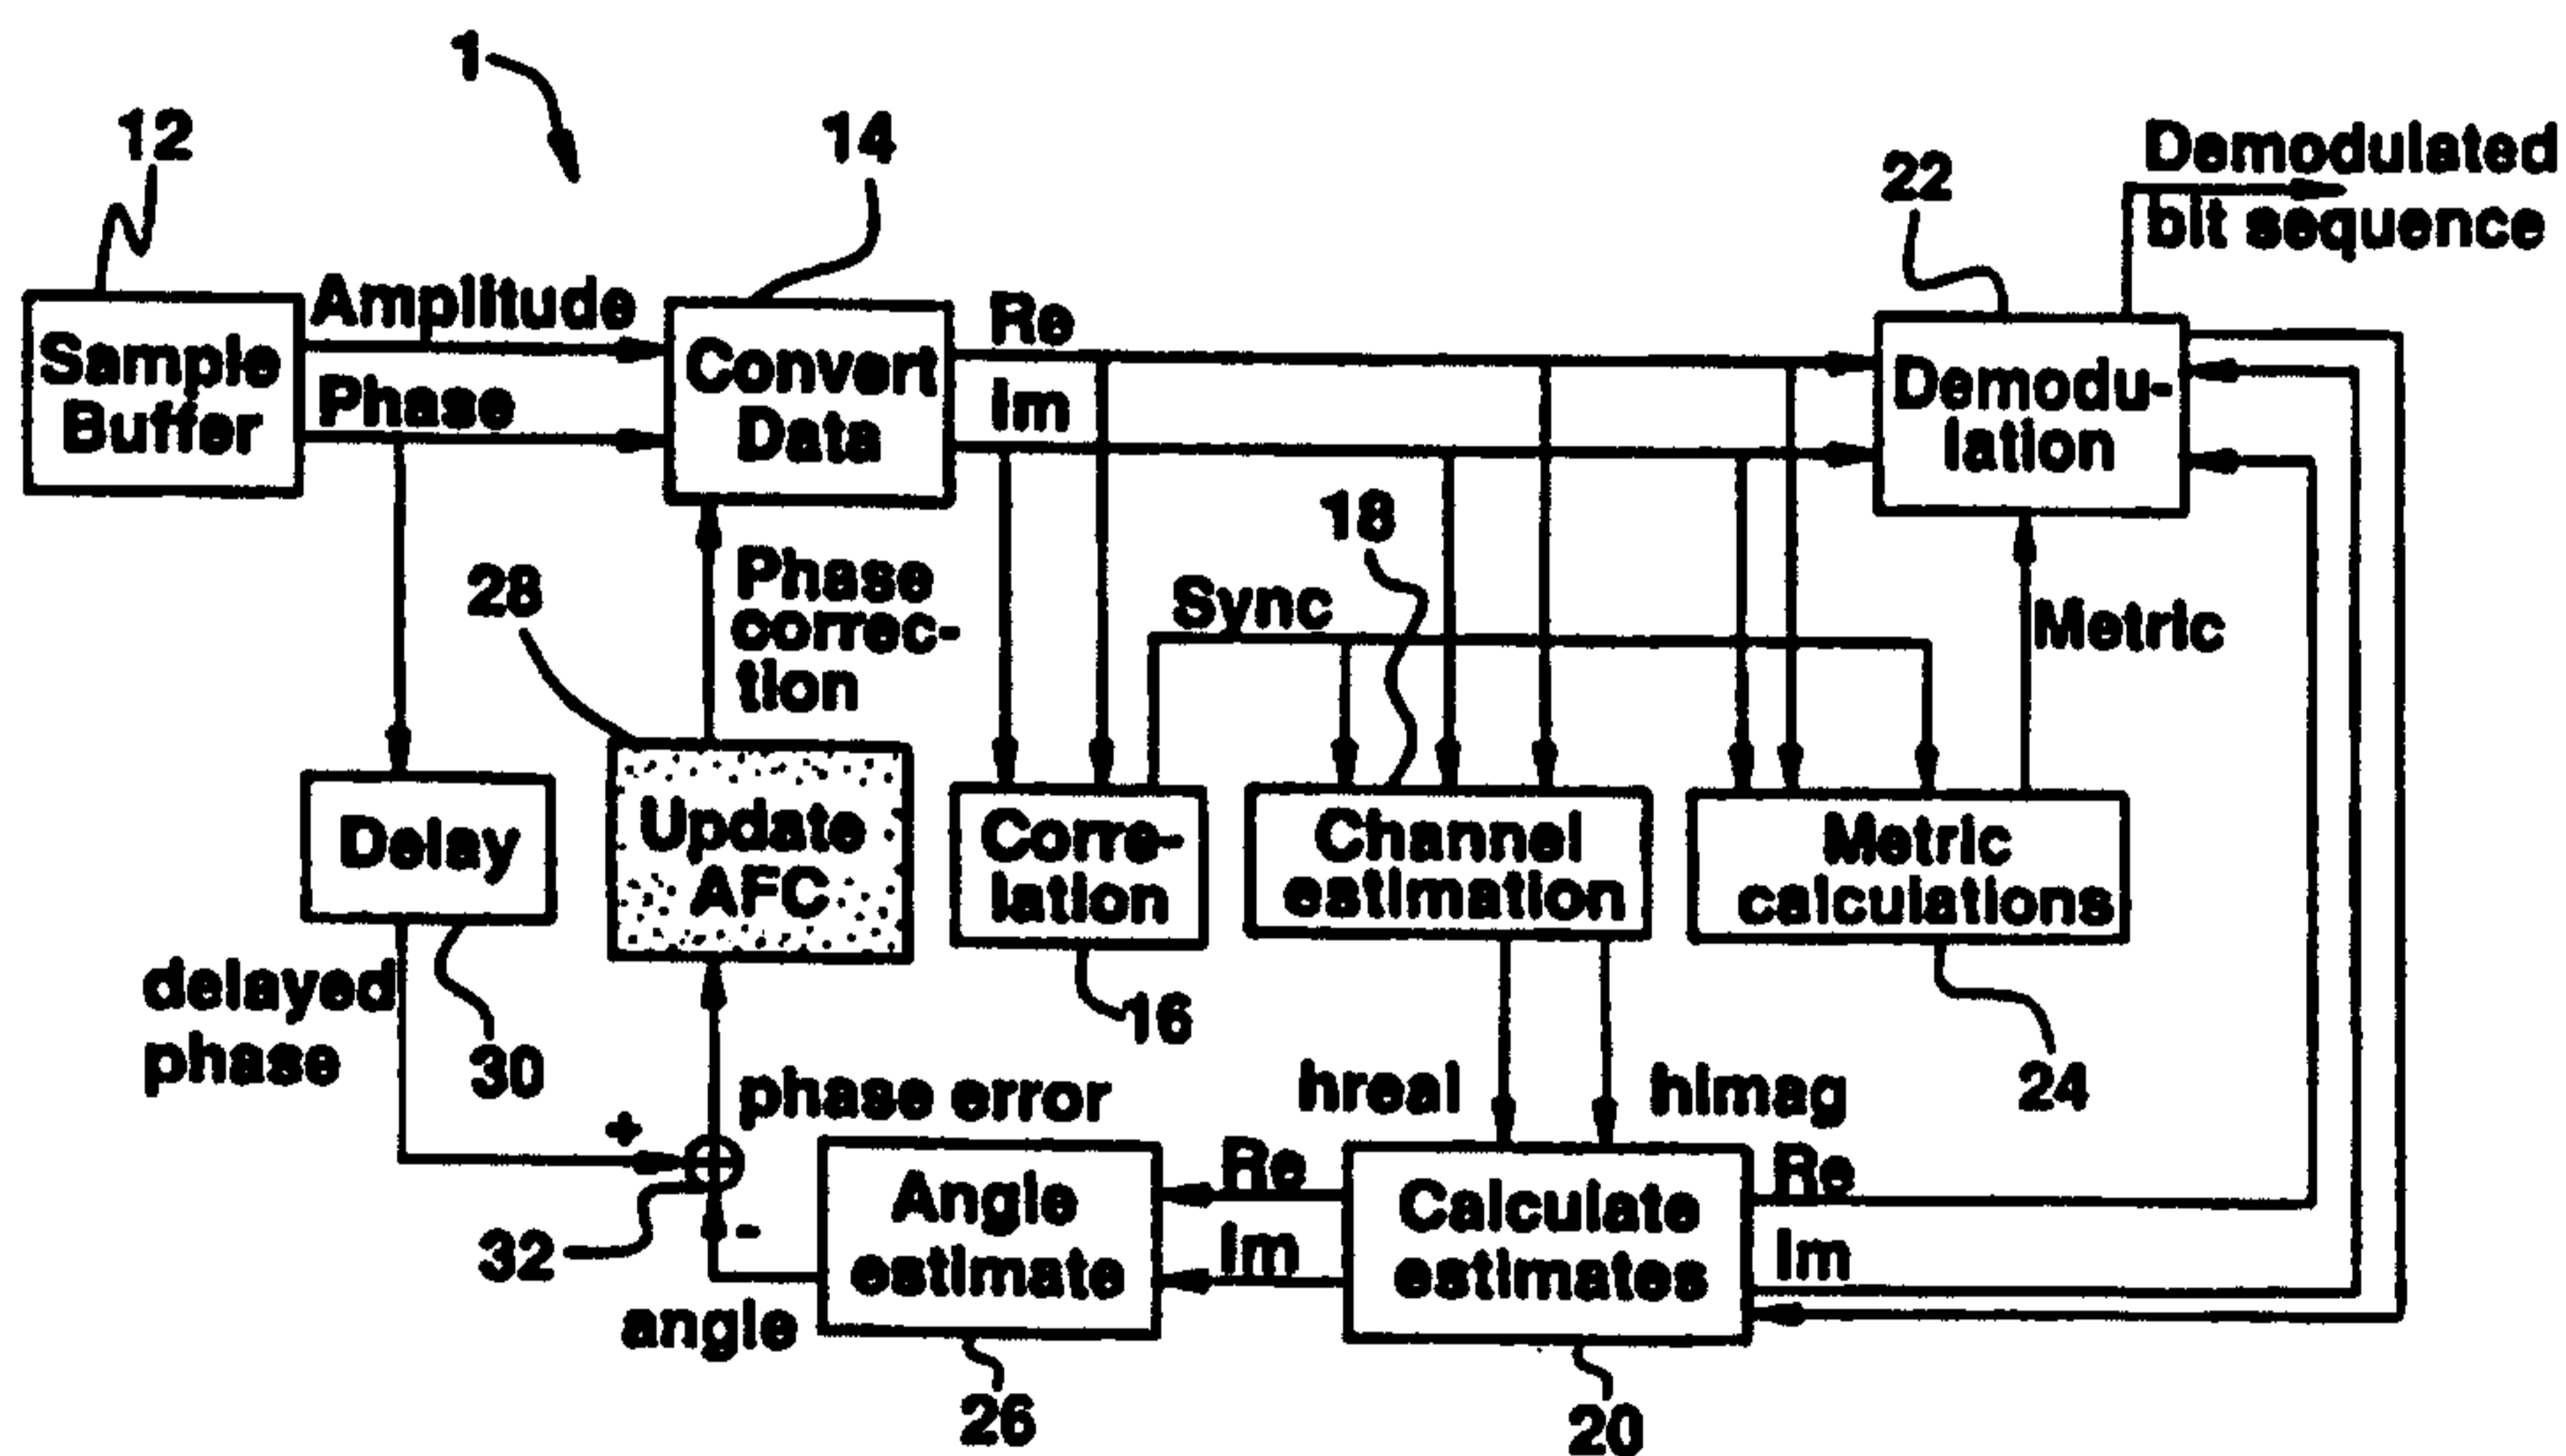 1
12
14
22
Demodulated
bit sequence
Amplitude
Phase
Sample
Buffer
Convert
Data
Re
Im
Demodu-
lation
18
28
Phase
correc-
tion
Sync
Metric
Delay
Update
AFC
Corre-
lation
Channel
estimation
Metric
calculations
delayed
phase
30
16
24
phase error
hreal
himag
+
-
32
angle
Angle
estimate
Re
Im
Calculate
estimates
Re
Im
26
20